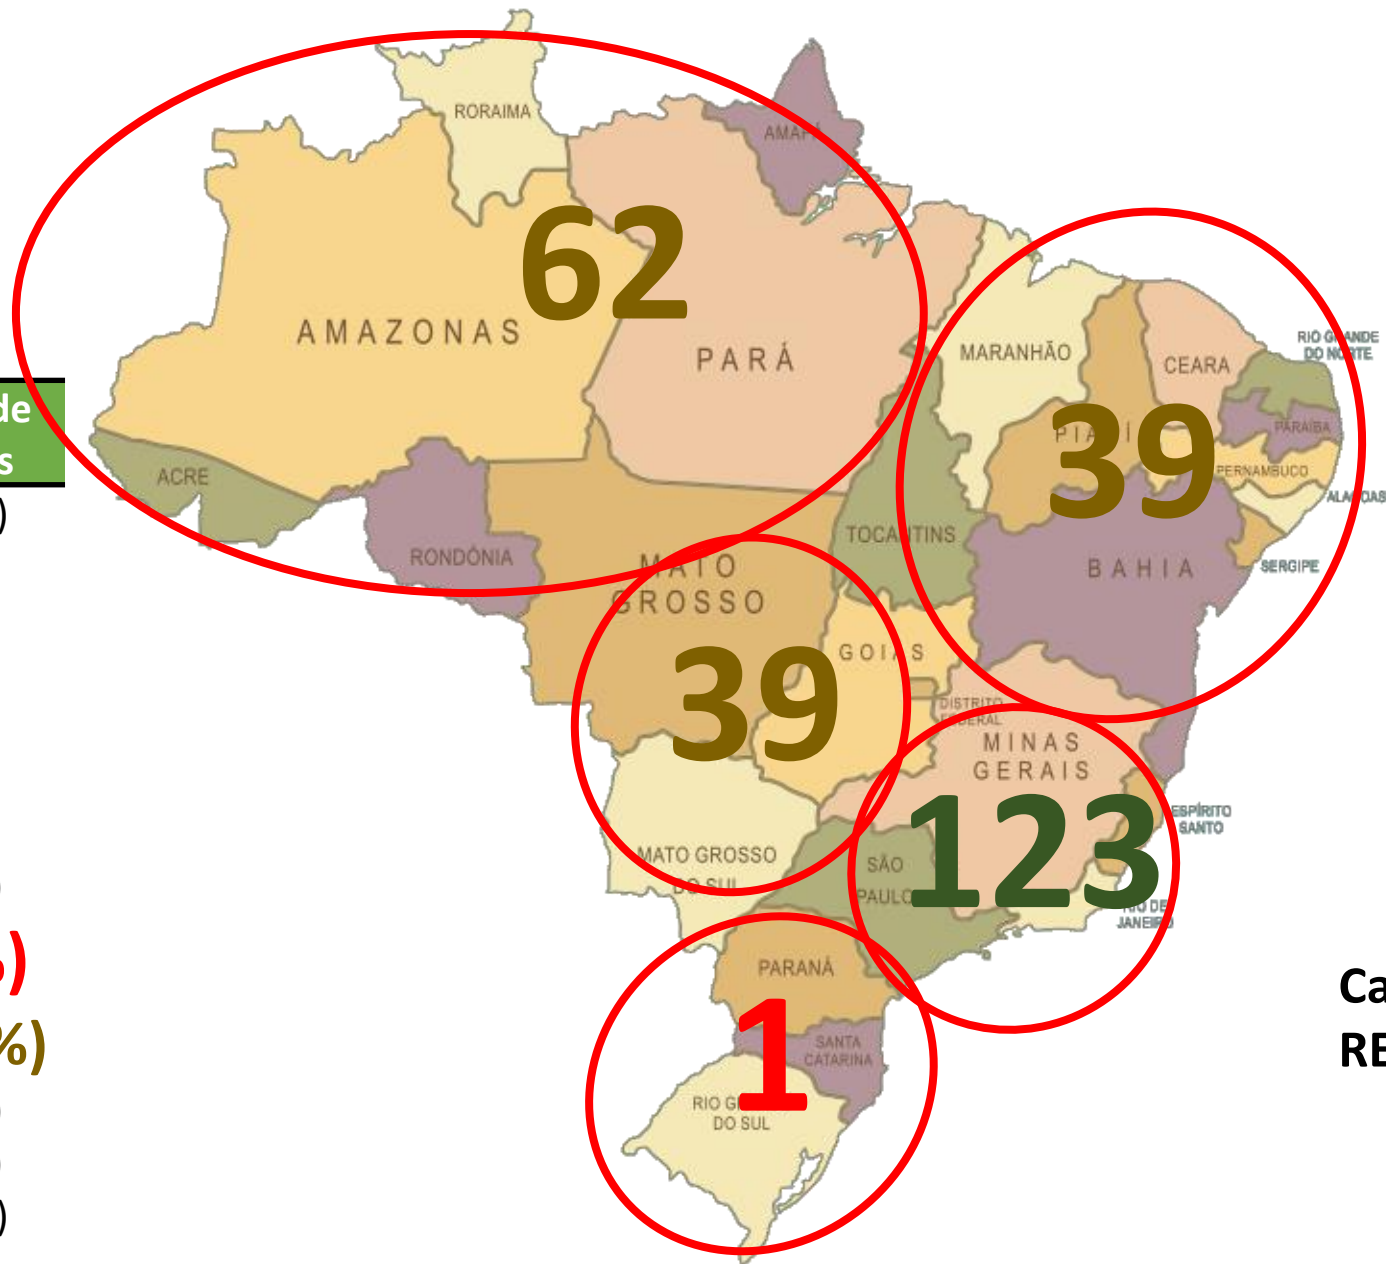 RORAIMA
AMAPÁ
62
AMAZONAS
PARÁ
MARANHÃO
CEARA
RIO GRANDE
DO NORTE
de
s
)
ACRE
PIAUÍ
39
PARAÍBA
PERNAMBUCO
ALAGOAS
RONDÔNIA
TOCANTINS
MATO
GROSSO
BAHIA
SERGIPE
GOIÁS
39
DISTRITO
FEDERAL
MINAS
GERAIS
123
ESPÍRITO
SANTO
MATO GROSSO
DO SUL
SÃO
PAULO
RIO DE
JANEIRO
)
%)
%)
)
)
)
PARANÁ
1
SANTA
CATARINA
RIO GRANDE
DO SUL
Ca
RE